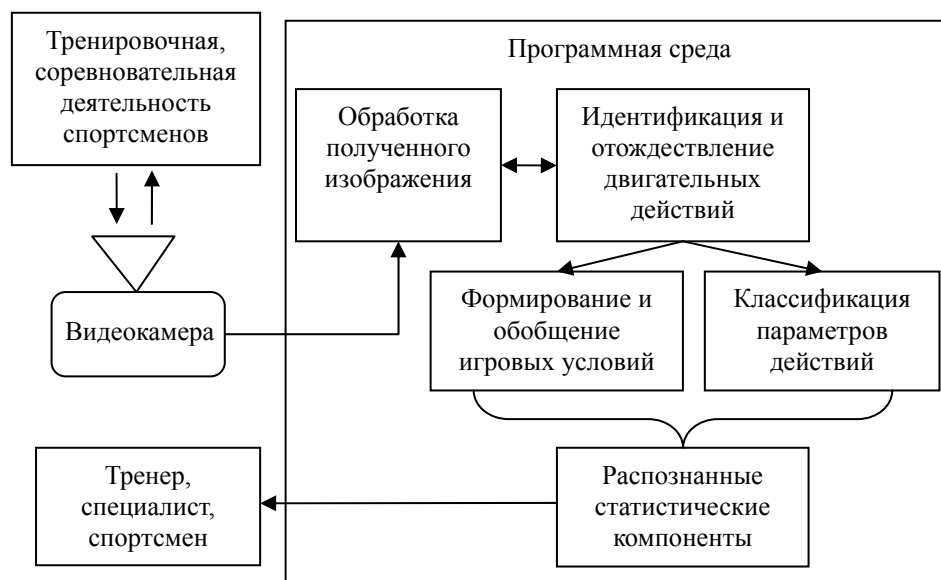 Тренировочная,
соревновательная
деятельность
спортсменов
Программная среда
Обработка
полученного
изображения
Идентификация и
отождествление
двигательных
действий
Видеокамера
Формирование и
обобщение
игровых условий
Классификация
параметров
действий
Тренер,
специалист,
спортсмен
Распознанные
статистические
компоненты